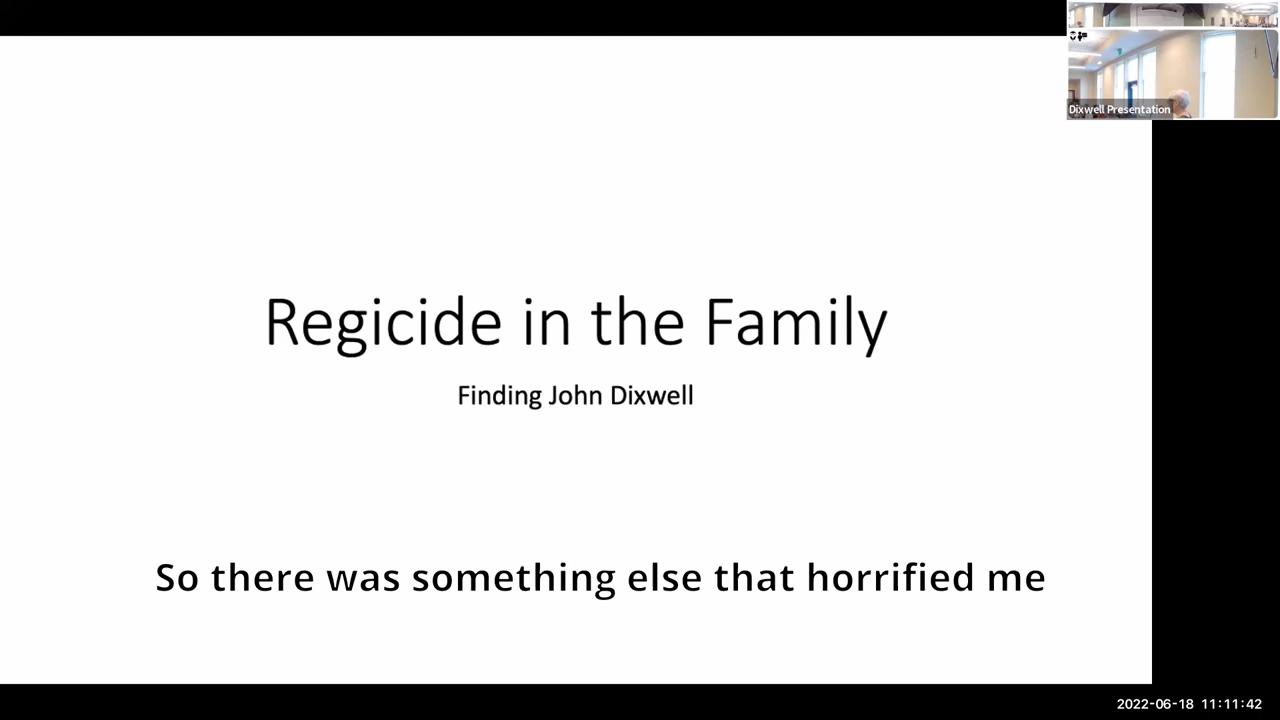 Dixwell Presentation
Regicide in the Family
Finding John Dixwell
So there was something else that horrified me
2022-06-18 11:11:42